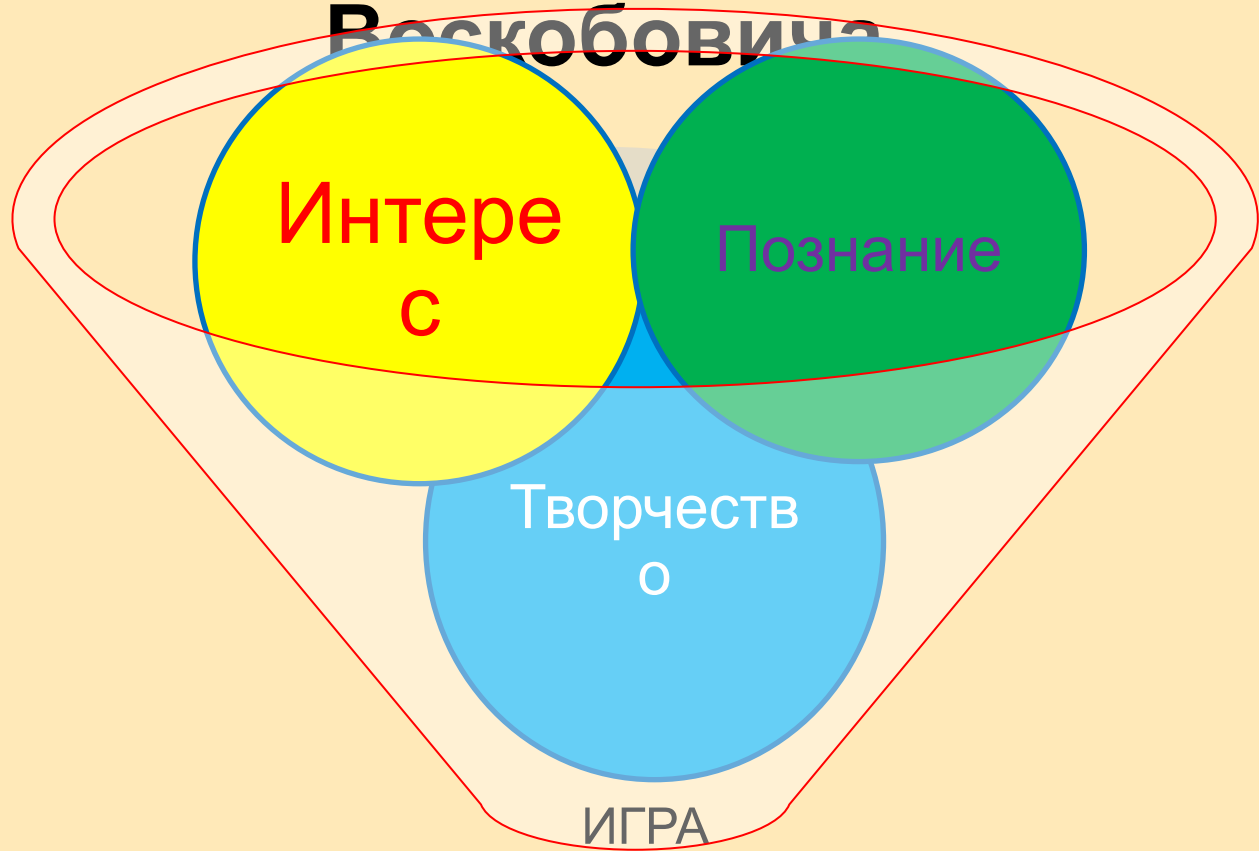 Воскобовича
Интере
с
Познание
Творчеств
о
ИГРА